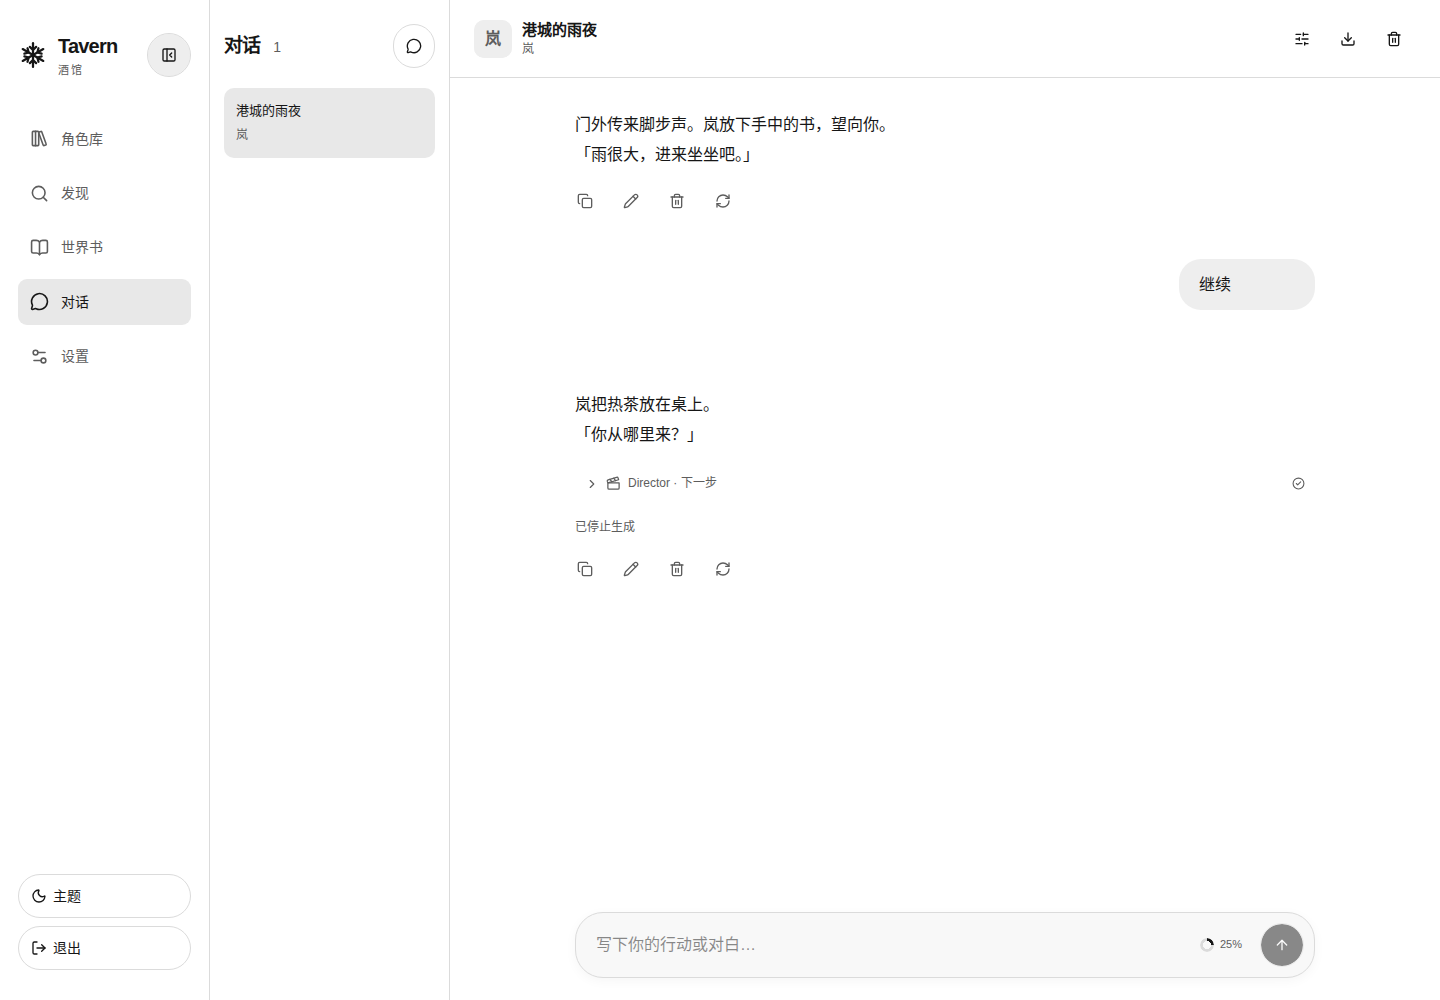 Tavern
酒馆
角色库
发现
世界书
对话
设置
主题
退出
对话 1
港城的雨夜
岚
岚
港城的雨夜
岚
门外传来脚步声。岚放下手中的书，望向你。
「雨很大，进来坐坐吧。」
继续
岚把热茶放在桌上。
「你从哪里来？」
Director · 下一步
已停止生成
写下你的行动或对白…
25%